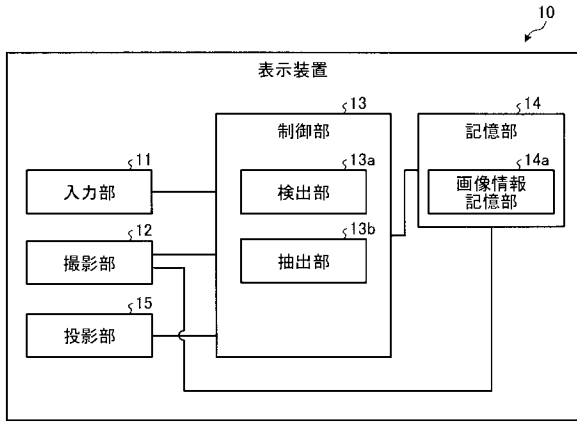 10
表示装置
13
制御部
14
記憶部
11
入力部
13a
検出部
14a
画像情報
記憶部
12
撮影部
13b
抽出部
15
投影部